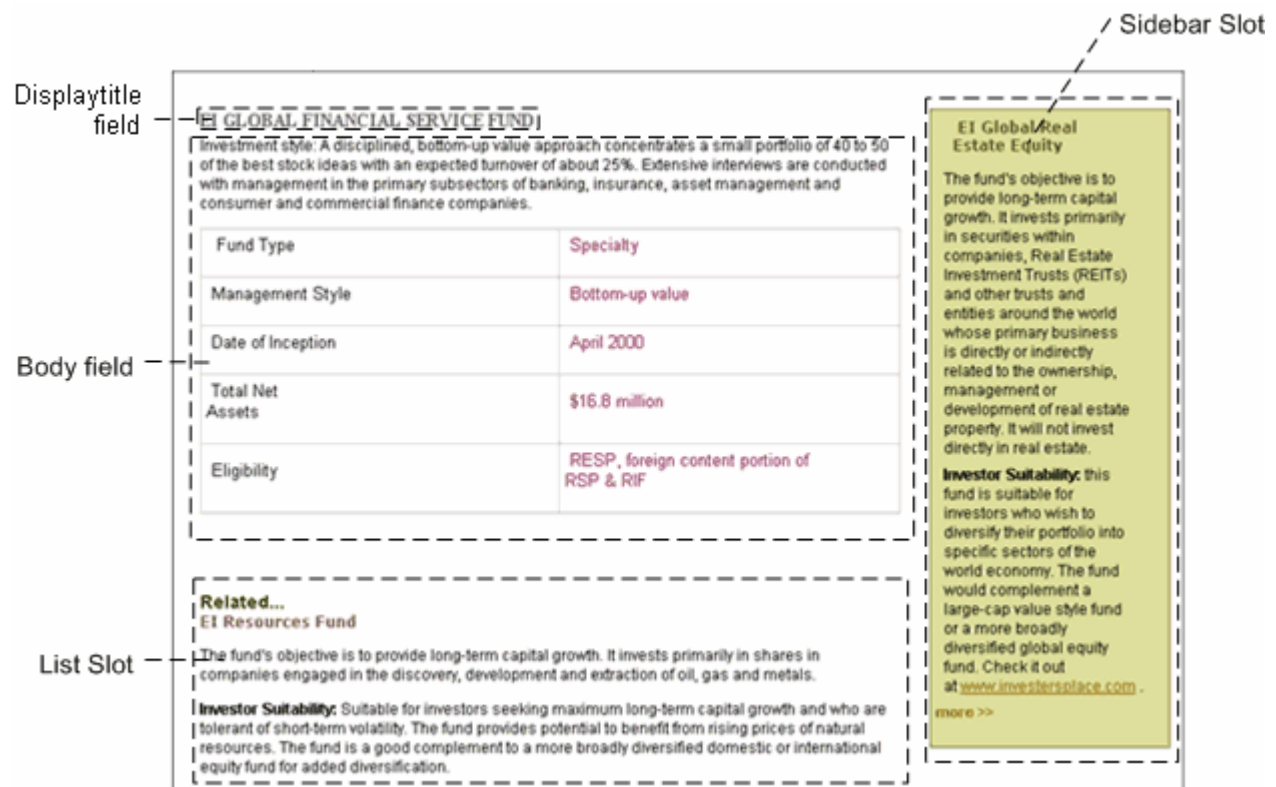 Sidebar Slot
Displaytitle
field
EI GLOBAL FINANCIAL SERVICE FUND
Investment style: A disciplined, bottom-up value approach concentrates a small portfolio of 40 to 50
of the best stock ideas with an expected turnover of about 25%. Extensive interviews are conducted
with management in the primary subsectors of banking, insurance, asset management and
consumer and commercial finance companies.
Fund Type
Specialty
Management Style
Bottom-up value
Body field
Date of Inception
April 2000
Total Net
Assets
$16.8 million
Eligibility
RESP, foreign content portion of
RSP & RIF
List Slot
Related...
EI Resources Fund
The fund's objective is to provide long-term capital growth. It invests primarily in shares in
companies engaged in the discovery, development and extraction of oil, gas and metals.
Investor Suitability: Suitable for investors seeking maximum long-term capital growth and who are
tolerant of short-term volatility. The fund provides potential to benefit from rising prices of natural
resources. The fund is a good complement to a more broadly diversified domestic or international
equity fund for added diversification.
EI Global Real
Estate Equity
The fund's objective is to
provide long-term capital
growth. It invests primarily
in securities within
companies, Real Estate
Investment Trusts (REITs)
and other trusts and
entities around the world
whose primary business
is directly or indirectly
related to the ownership,
management or
development of real estate
property. It will not invest
directly in real estate.
Investor Suitability: this
fund is suitable for
investors who wish to
diversify their portfolio into
specific sectors of the
world economy. The fund
would complement a
large-cap value style fund
or a more broadly
diversified global equity
fund. Check it out
at www.investersplace.com .
more >>